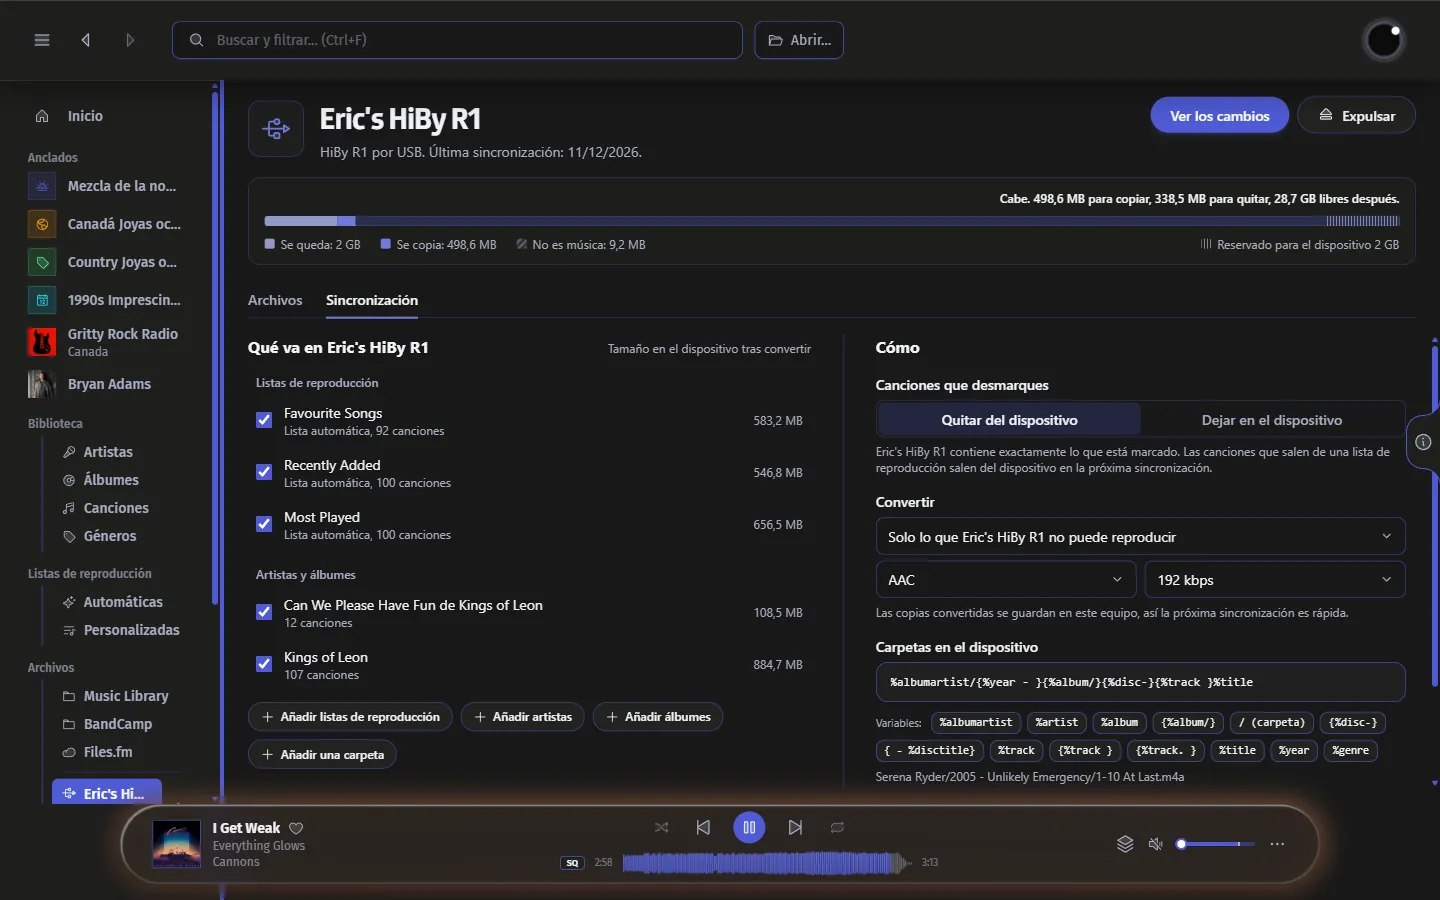 Buscar y filtrar... (Ctrl+F)
Abrir...
Inicio
Anclados
Mezcla de la no...
Canadá Joyas oc...
Country Joyas o...
1990s Imprescin...
Gritty Rock Radio
Canada
Bryan Adams
Biblioteca
Artistas
Álbumes
Canciones
Géneros
Listas de reproducción
Automáticas
Personalizadas
Archivos
Music Library
BandCamp
Files.fm
Eric's Hi...
Eric's HiBy R1
HiBy R1 por USB. Última sincronización: 11/12/2026.
Ver los cambios
Expulsar
Cabe. 498,6 MB para copiar, 338,5 MB para quitar, 28,7 GB libres después.
Se queda: 2 GB
Se copia: 498,6 MB
No es música: 9,2 MB
Reservado para el dispositivo 2 GB
Archivos
Sincronización
Qué va en Eric's HiBy R1
Tamaño en el dispositivo tras convertir
Listas de reproducción
Favourite Songs
Lista automática, 92 canciones
583,2 MB
Recently Added
Lista automática, 100 canciones
546,8 MB
Most Played
Lista automática, 100 canciones
656,5 MB
Artistas y álbumes
Can We Please Have Fun de Kings of Leon
12 canciones
108,5 MB
Kings of Leon
107 canciones
884,7 MB
Añadir listas de reproducción
Añadir artistas
Añadir álbumes
Añadir una carpeta
Cómo
Canciones que desmarques
Quitar del dispositivo
Dejar en el dispositivo
Eric's HiBy R1 contiene exactamente lo que está marcado. Las canciones que salen de una lista de
reproducción salen del dispositivo en la próxima sincronización.
Convertir
Solo lo que Eric's HiBy R1 no puede reproducir
AAC
192 kbps
Las copias convertidas se guardan en este equipo, así la próxima sincronización es rápida.
Carpetas en el dispositivo
%albumartist/{%year - }{%album/}{%disc-}{%track }%title
Variables:
%albumartist
%artist
%album
{%album/}
/ (carpeta)
{%disc-}
{ - %disctitle}
%track
{%track }
{%track. }
%title
%year
%genre
Serena Ryder/2005 - Unlikely Emergency/1-10 At Last.m4a
I Get Weak
Everything Glows
Cannons
SQ
2:58
3:13